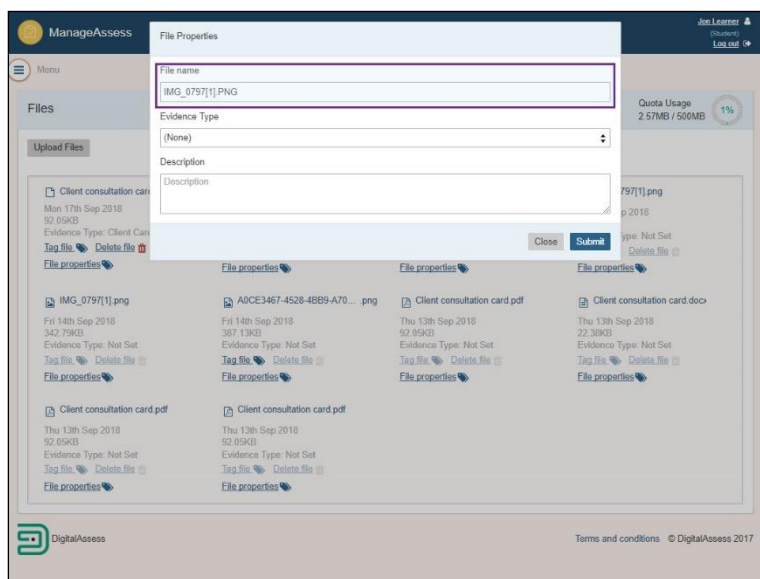 ManageAssess
Jon Learner
(Student)
Log out
Menu
File Properties
File name
IMG_0797[1].PNG
Evidence Type
(None)
Description
Description
Close Submit
Files
Quota Usage
2.57MB / 500MB
1%
Upload Files
Client consultation card
Mon 17th Sep 2018
92.05KB
Evidence Type: Client Card
Tag file Delete file
File properties
File properties
File properties
797[1].png
p 2018
ype: Not Set
Delete file
File properties
IMG_0797[1].png
Fri 14th Sep 2018
342.79KB
Evidence Type: Not Set
Tag file Delete file
File properties
A0CE3467-4528-4BB9-A70... .png
Fri 14th Sep 2018
387.13KB
Evidence Type: Not Set
Tag file Delete file
File properties
Client consultation card.pdf
Thu 13th Sep 2018
92.05KB
Evidence Type: Not Set
Tag file Delete file
File properties
Client consultation card.docx
Thu 13th Sep 2018
22.38KB
Evidence Type: Not Set
Tag file Delete file
File properties
Client consultation card.pdf
Thu 13th Sep 2018
92.05KB
Evidence Type: Not Set
Tag file Delete file
File properties
Client consultation card.pdf
Thu 13th Sep 2018
92.05KB
Evidence Type: Not Set
Tag file Delete file
File properties
DigitalAssess
Terms and conditions © DigitalAssess 2017